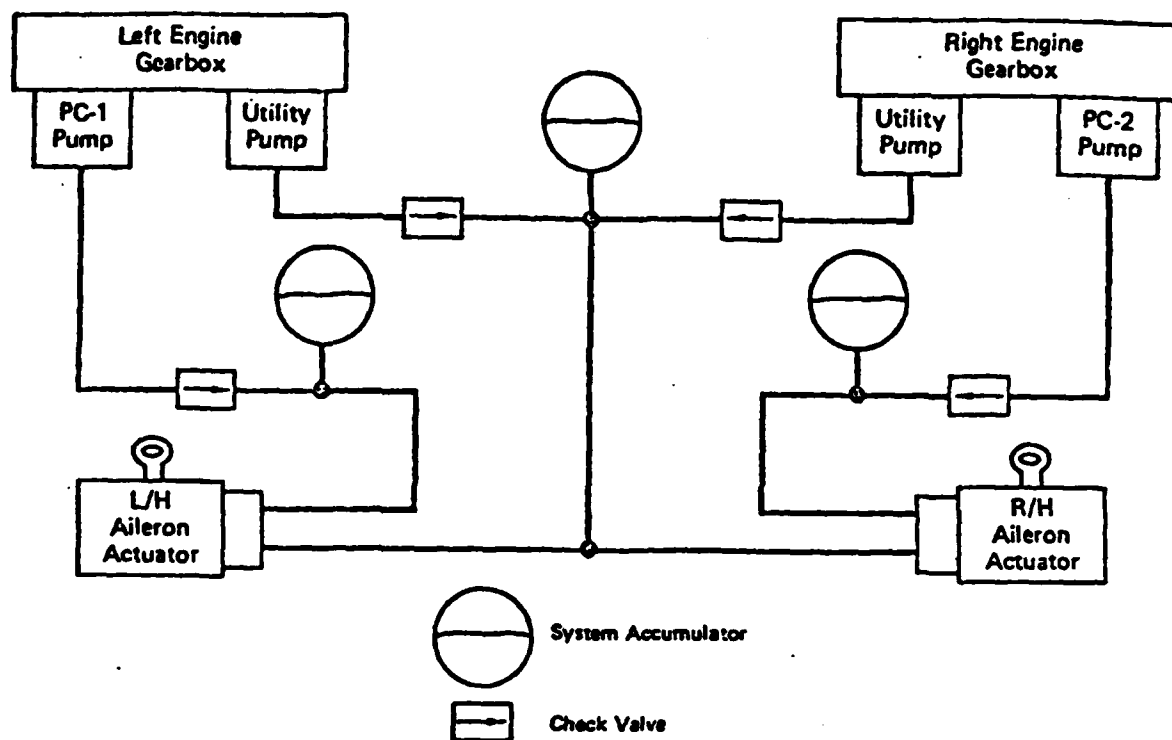 Left Engine
Gearbox
Right Engine
Gearbox
PC-1
Pump
Utility
Pump
Utility
Pump
PC-2
Pump
L/H
Aileron
Actuator
R/H
Aileron
Actuator
System Accumulator
Check Valve